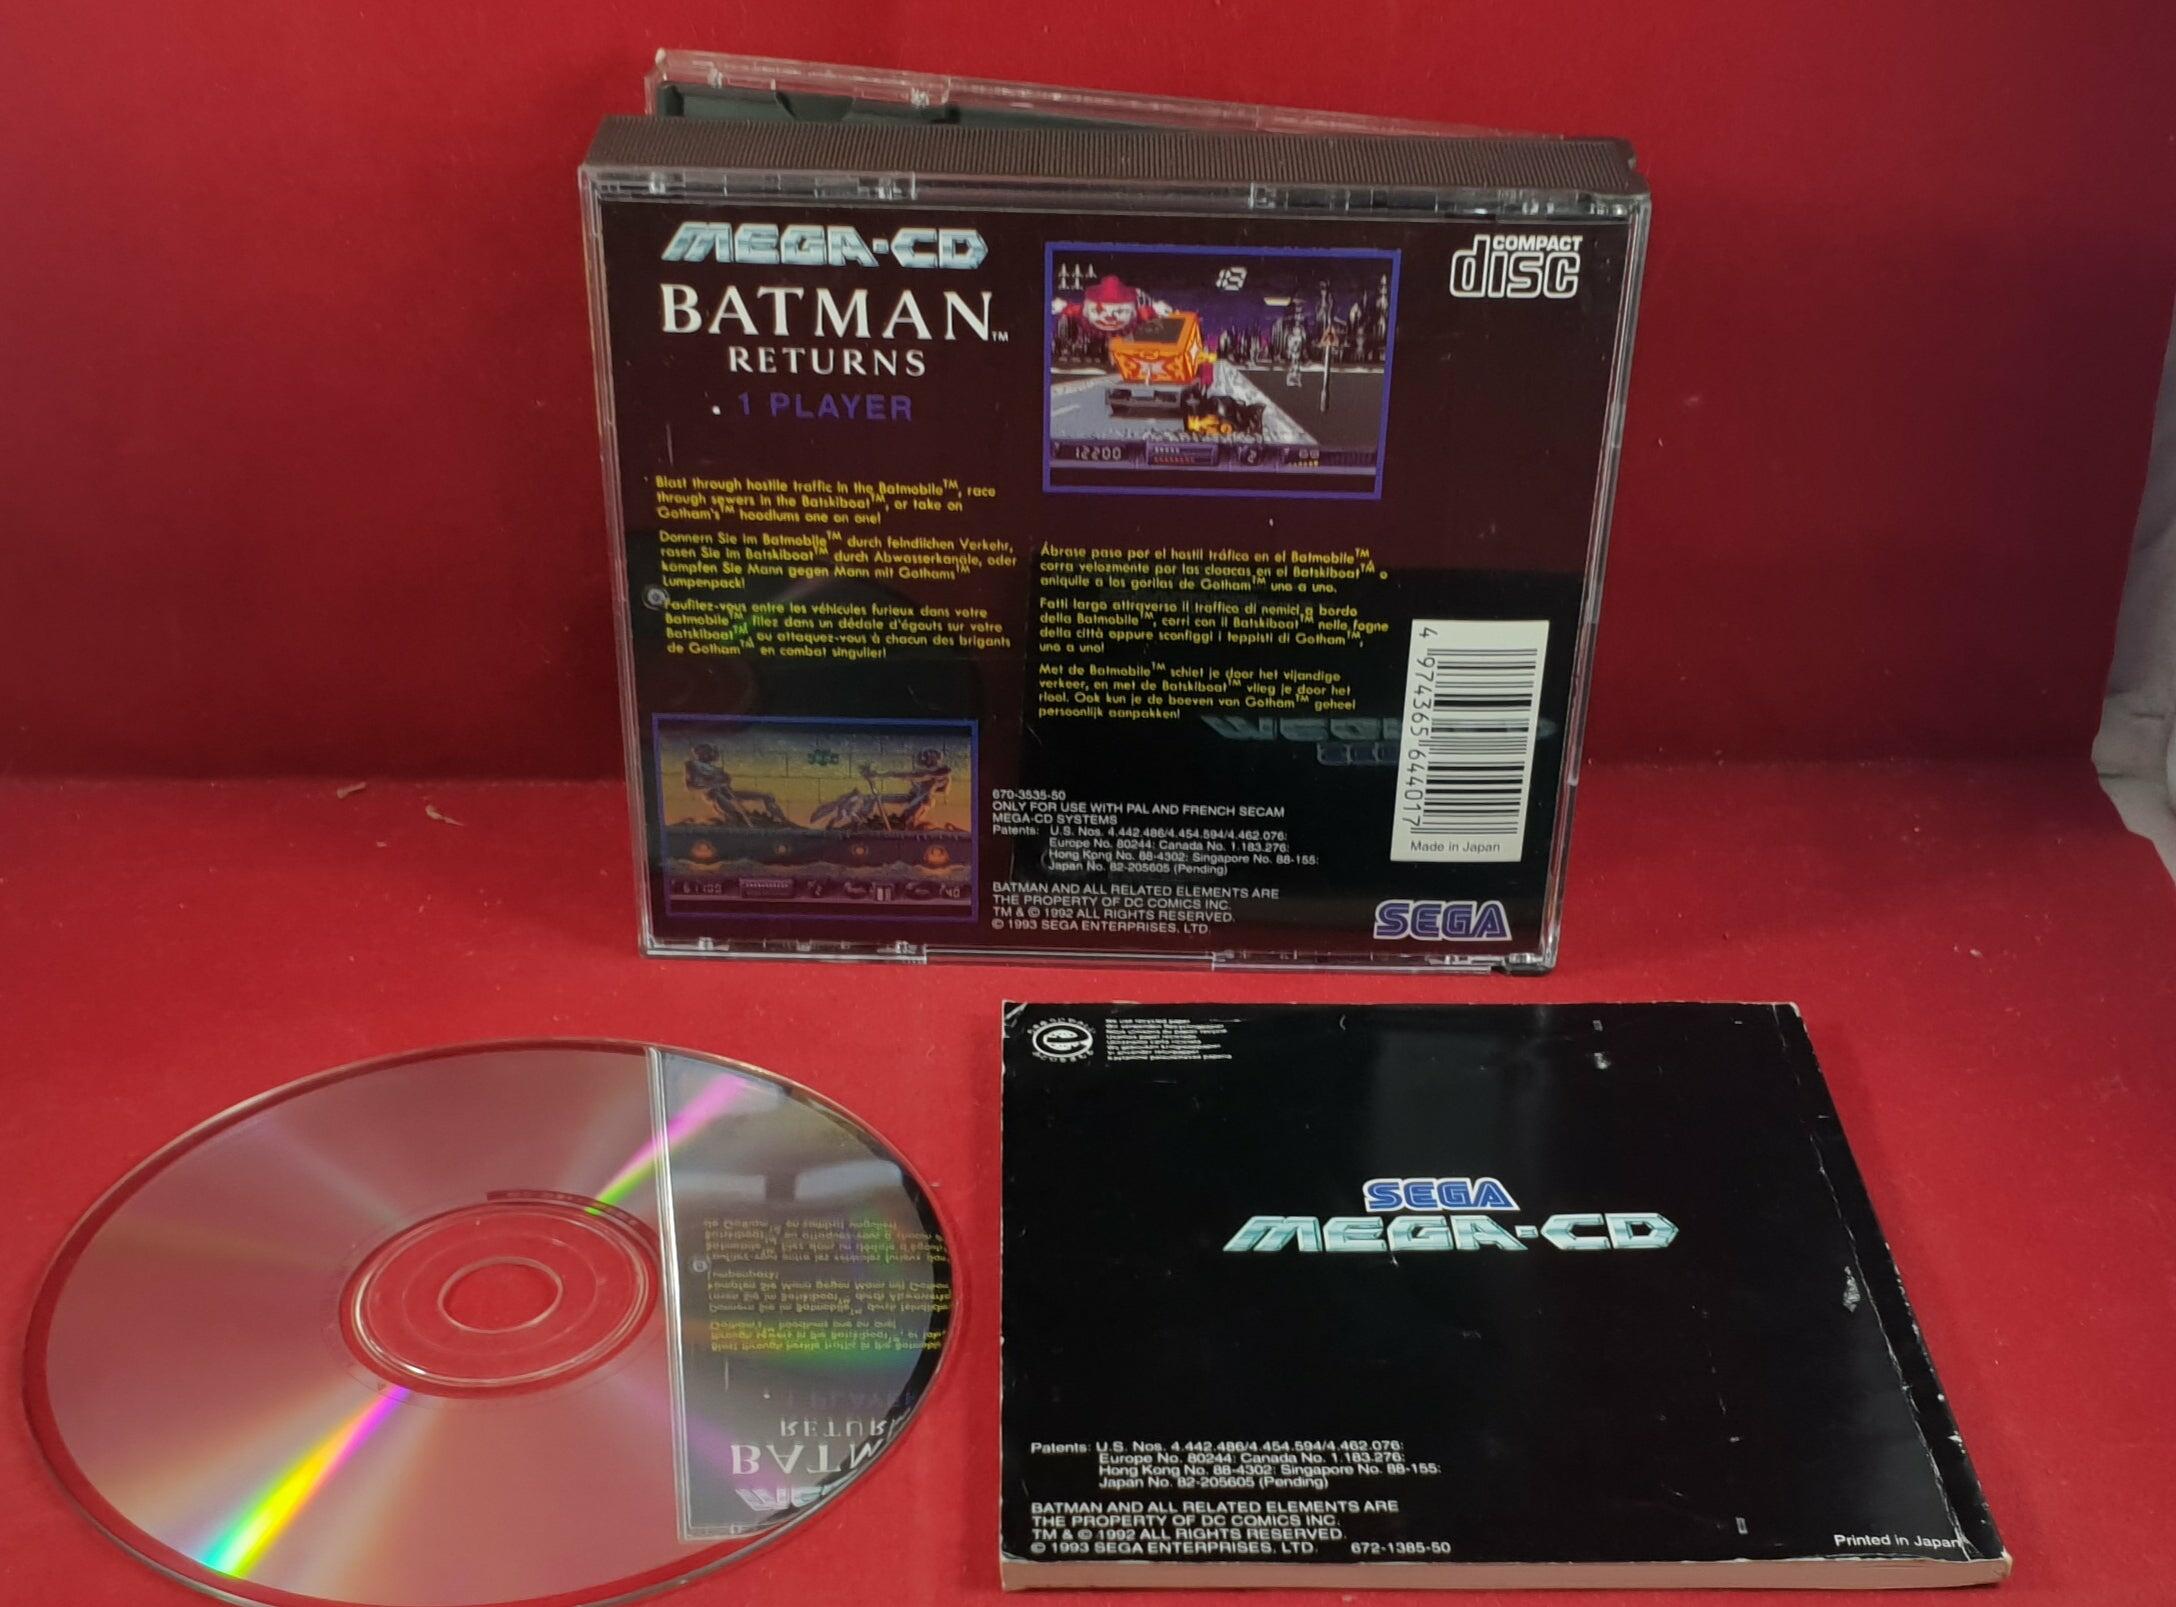 MEGA-CD
BATMAN™
RETURNS
1 PLAYER
COMPACT
disc
18
12200
2
Blast through hostile traffic in the Batmobile™, race
through sewers in the Batskiboat™, or take on
Gotham's™ hoodlums one on one!
Donnern Sie im Batmobile™ durch feindlichen Verkehr,
rasen Sie im Batskiboat™ durch Abwasserkanäle, oder
kämpfen Sie Mann gegen Mann mit Gothams™
Lumpenpack!
Faufilez-vous entre les véhicules furieux dans votre
Batmobile™ filez dans un dédale d'égouts sur votre
Batskiboat™ ou attaquez-vous à chacun des brigants
de Gotham™ en combat singulier!
Ábrase paso por el hostil tráfico en el Batmobile™
corra velozmente por las cloacas en el Batskiboat™ o
aniquile a los gorilas de Gotham™ uno a uno.
Fatti largo attraverso il traffico di nemici a bordo
della Batmobile™, corri con il Batskiboat™ nelle fogne
della città oppure sconfiggi i teppisti di Gotham™,
uno a uno!
Met de Batmobile™ schiet je door het vijandige
verkeer, en met de Batskiboat™ vlieg je door het
riool. Ook kun je de boeven van Gotham™ geheel
persoonlijk aanpakken!
670-3535-50
ONLY FOR USE WITH PAL AND FRENCH SECAM
MEGA-CD SYSTEMS
Patents: U.S. Nos. 4.442.486/4.454.594/4.462.076:
Europe No. 80244: Canada No. 1.183.276:
Hong Kong No. 88-4302: Singapore No. 88-155:
Japan No. 82-205605 (Pending)
BATMAN AND ALL RELATED ELEMENTS ARE
THE PROPERTY OF DC COMICS INC.
TM & © 1992 ALL RIGHTS RESERVED.
© 1993 SEGA ENTERPRISES, LTD.
4 974365 644017
Made in Japan
SEGA
SEGA
MEGA-CD
Patents: U.S. Nos. 4.442.486/4.454.594/4.462.076:
Europe No. 80244: Canada No. 1.183.276:
Hong Kong No. 88-4302: Singapore No. 88-155:
Japan No. 82-205605 (Pending)
BATMAN AND ALL RELATED ELEMENTS ARE
THE PROPERTY OF DC COMICS INC.
TM & © 1992 ALL RIGHTS RESERVED.
© 1993 SEGA ENTERPRISES, LTD. 672-1385-50
Printed in Japan